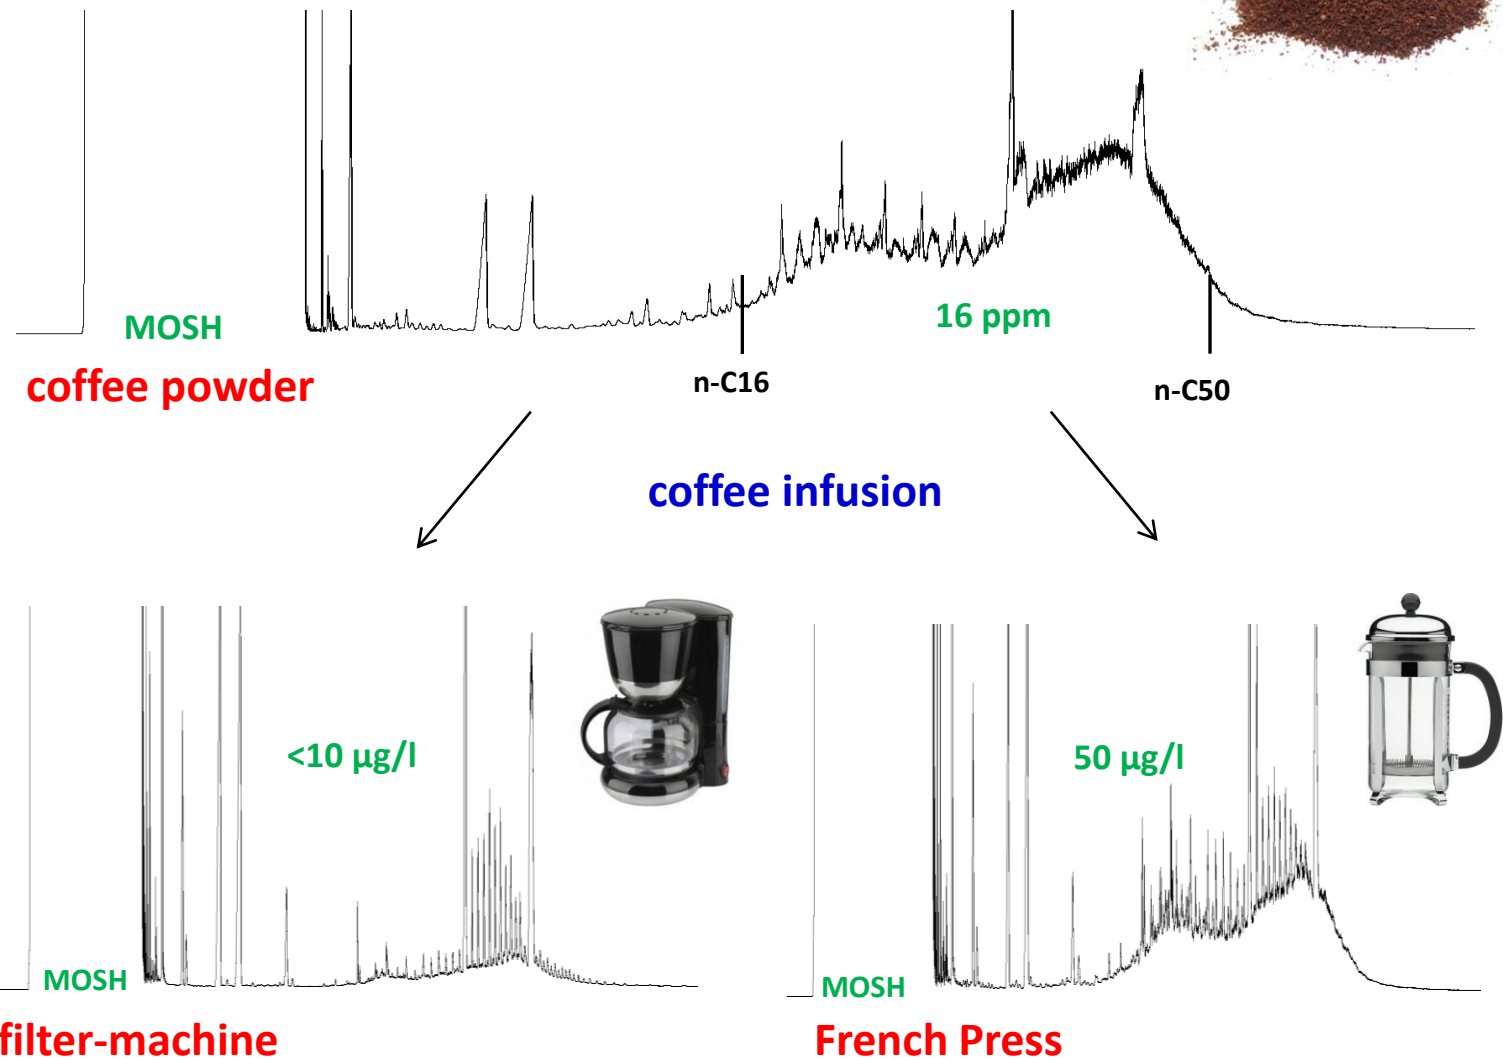 16 ppm
MOSH
coffee powder
n-C16
n-C50
coffee infusion
<10 µg/l
50 µg/l
MOSH
MOSH
filter-machine
French Press